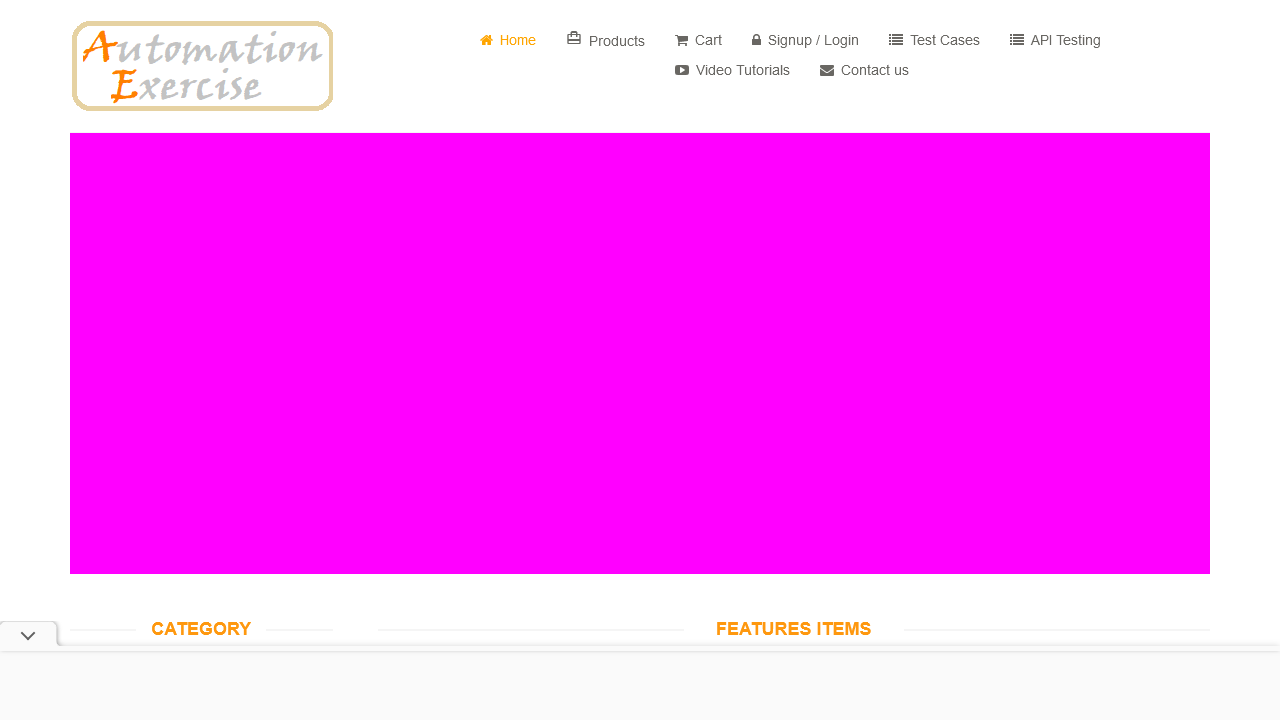 Automation
Exercise
Home
Products
Cart
Signup / Login
Test Cases
API Testing
Video Tutorials
Contact us
CATEGORY
FEATURES ITEMS